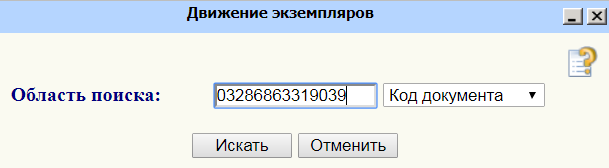 Движение экземпляров
Область поиска: 03286863319039 Код документа
Искать Отменить